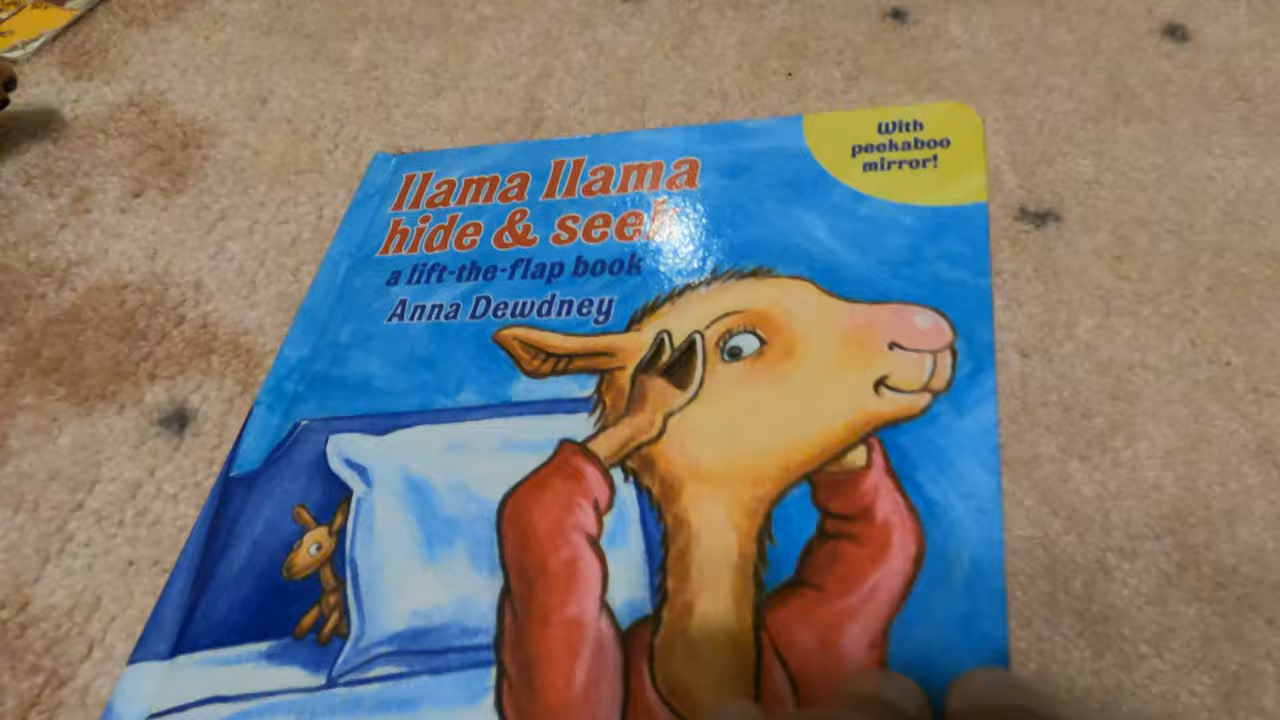 llama llama
hide & seek
a lift-the-flap book
Anna Dewdney
With
peekaboo
mirror!